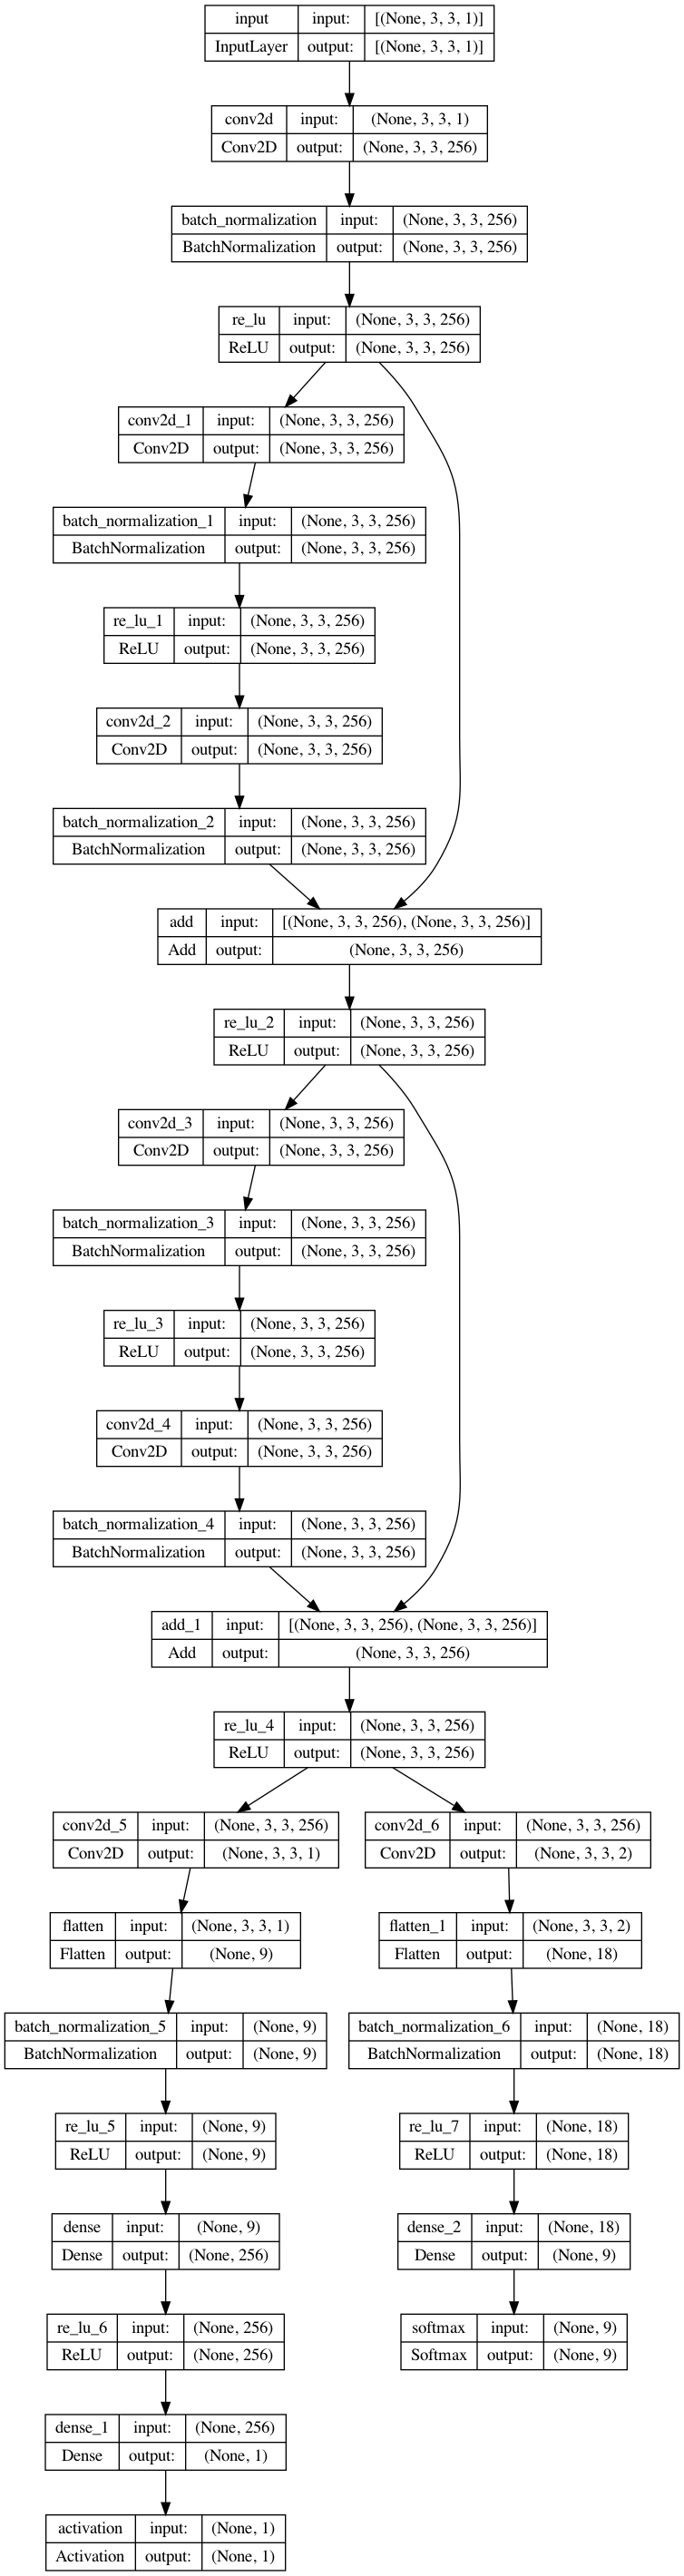 input input: [(None, 3, 3, 1)]
InputLayer output: [(None, 3, 3, 1)]
conv2d input: (None, 3, 3, 1)
Conv2D output: (None, 3, 3, 256)
batch_normalization input: (None, 3, 3, 256)
BatchNormalization output: (None, 3, 3, 256)
re_lu input: (None, 3, 3, 256)
ReLU output: (None, 3, 3, 256)
conv2d_1 input: (None, 3, 3, 256)
Conv2D output: (None, 3, 3, 256)
batch_normalization_1 input: (None, 3, 3, 256)
BatchNormalization output: (None, 3, 3, 256)
re_lu_1 input: (None, 3, 3, 256)
ReLU output: (None, 3, 3, 256)
conv2d_2 input: (None, 3, 3, 256)
Conv2D output: (None, 3, 3, 256)
batch_normalization_2 input: (None, 3, 3, 256)
BatchNormalization output: (None, 3, 3, 256)
add input: [(None, 3, 3, 256), (None, 3, 3, 256)]
Add output: (None, 3, 3, 256)
re_lu_2 input: (None, 3, 3, 256)
ReLU output: (None, 3, 3, 256)
conv2d_3 input: (None, 3, 3, 256)
Conv2D output: (None, 3, 3, 256)
batch_normalization_3 input: (None, 3, 3, 256)
BatchNormalization output: (None, 3, 3, 256)
re_lu_3 input: (None, 3, 3, 256)
ReLU output: (None, 3, 3, 256)
conv2d_4 input: (None, 3, 3, 256)
Conv2D output: (None, 3, 3, 256)
batch_normalization_4 input: (None, 3, 3, 256)
BatchNormalization output: (None, 3, 3, 256)
add_1 input: [(None, 3, 3, 256), (None, 3, 3, 256)]
Add output: (None, 3, 3, 256)
re_lu_4 input: (None, 3, 3, 256)
ReLU output: (None, 3, 3, 256)
conv2d_5 input: (None, 3, 3, 256)
Conv2D output: (None, 3, 3, 1)
conv2d_6 input: (None, 3, 3, 256)
Conv2D output: (None, 3, 3, 2)
flatten input: (None, 3, 3, 1)
Flatten output: (None, 9)
flatten_1 input: (None, 3, 3, 2)
Flatten output: (None, 18)
batch_normalization_5 input: (None, 9)
BatchNormalization output: (None, 9)
batch_normalization_6 input: (None, 18)
BatchNormalization output: (None, 18)
re_lu_5 input: (None, 9)
ReLU output: (None, 9)
re_lu_7 input: (None, 18)
ReLU output: (None, 18)
dense input: (None, 9)
Dense output: (None, 256)
dense_2 input: (None, 18)
Dense output: (None, 9)
re_lu_6 input: (None, 256)
ReLU output: (None, 256)
softmax input: (None, 9)
Softmax output: (None, 9)
dense_1 input: (None, 256)
Dense output: (None, 1)
activation input: (None, 1)
Activation output: (None, 1)